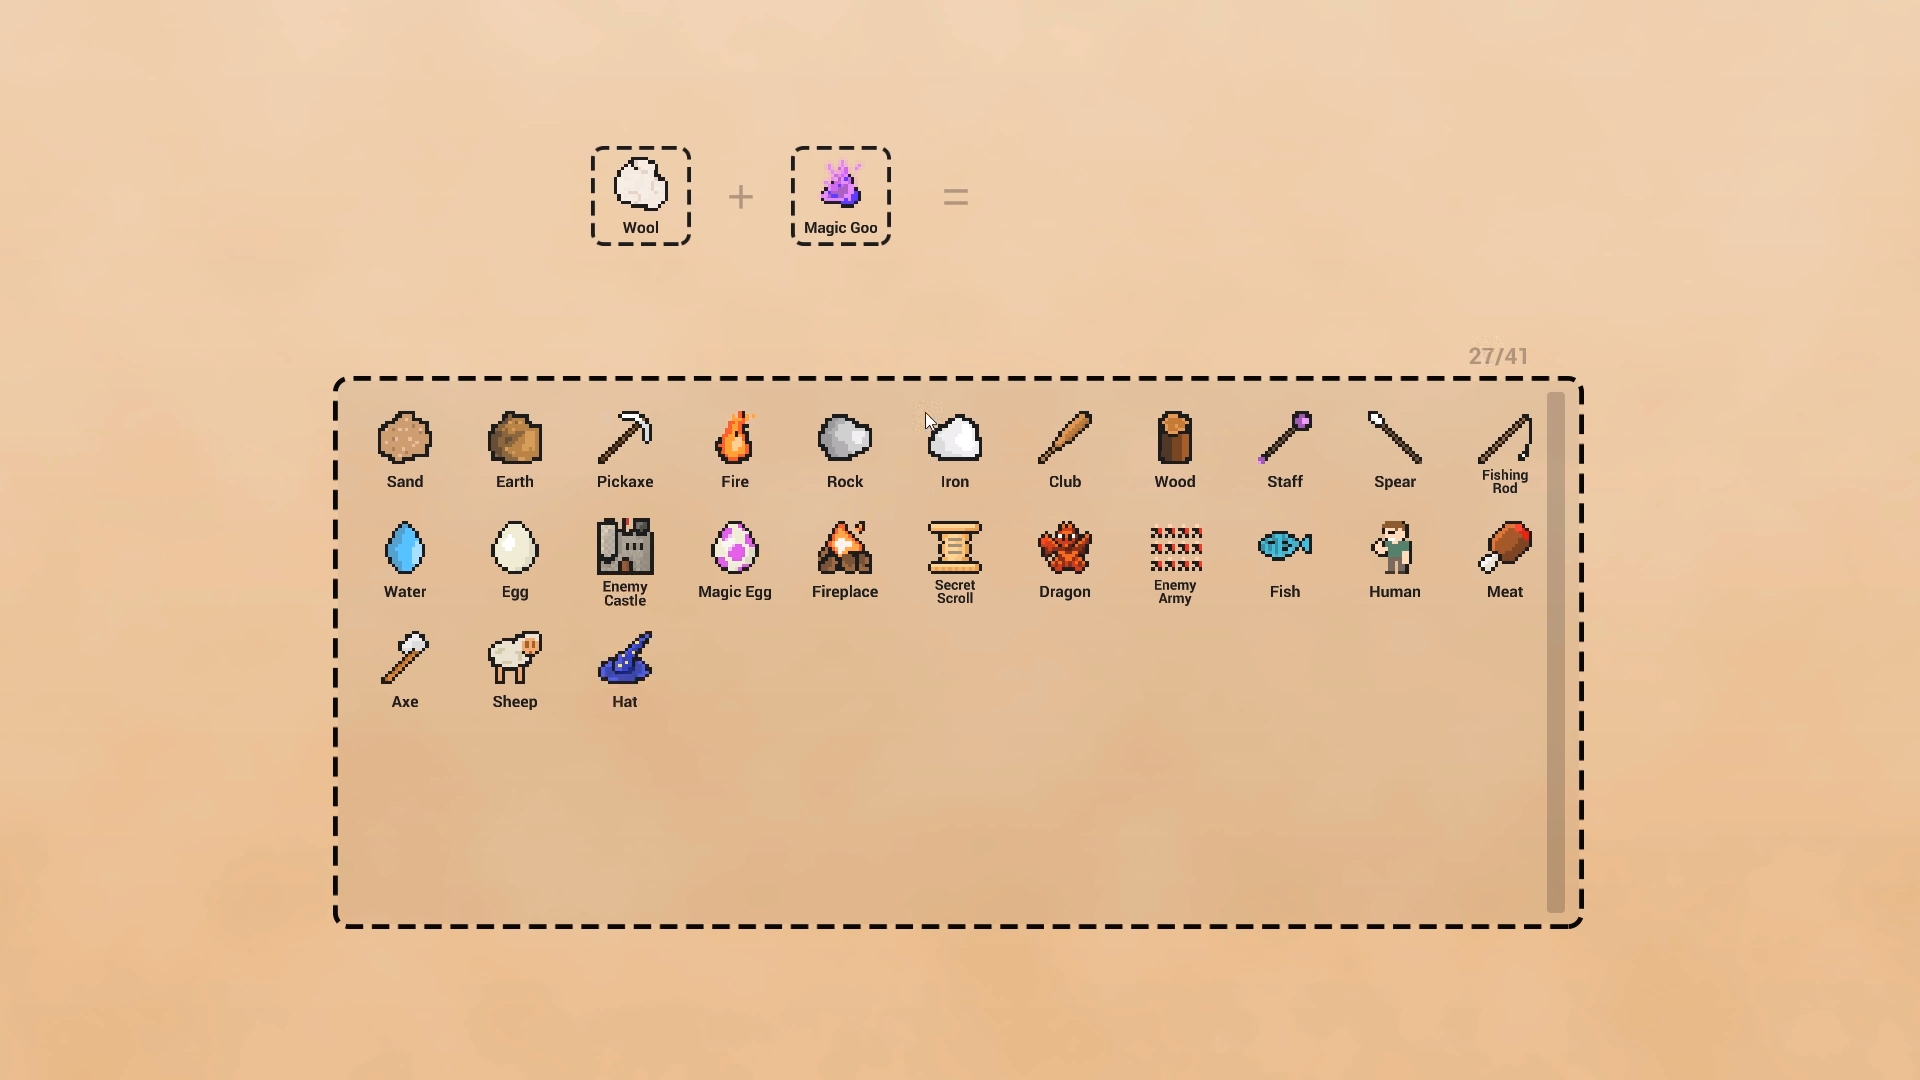 Wool
+
Magic Goo
=
27/41
Sand
Earth
Pickaxe
Fire
Rock
Iron
Club
Wood
Staff
Spear
Fishing
Rod
Water
Egg
Enemy
Castle
Magic Egg
Fireplace
Secret
Scroll
Dragon
Enemy
Army
Fish
Human
Meat
Axe
Sheep
Hat